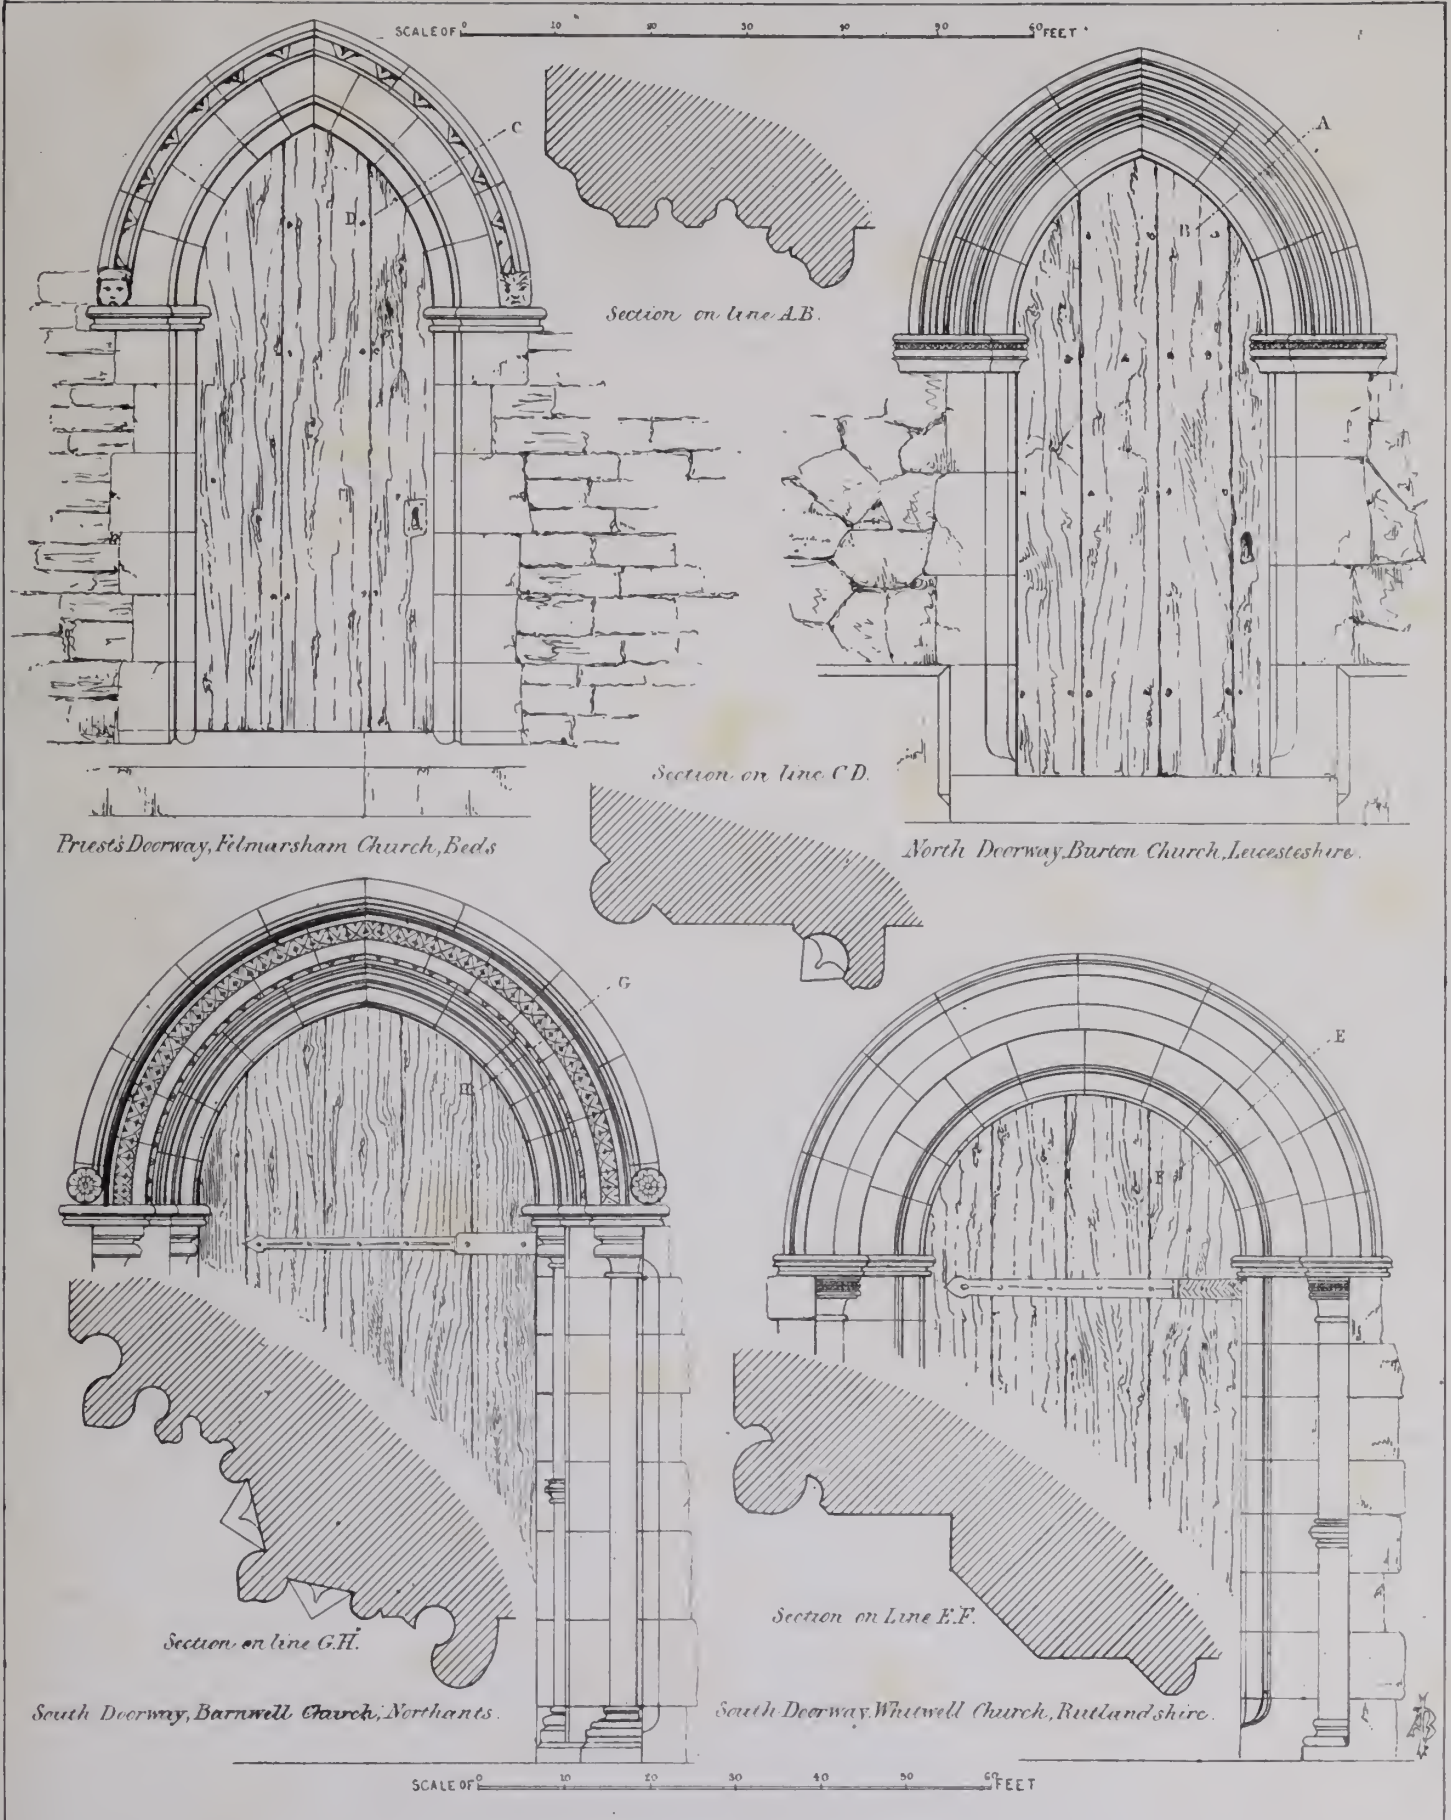 SCALE OF 0 10 20 30 40 50 60 FEET
C
A
D
B
Section on line A.B.
Section on line C D.
Priest's Doorway, Felmarsham Church, Beds
North Doorway, Burton Church, Leicesteshire.
G
E
H
F
Section on line G.H.
Section on Line E.F.
South Doorway, Barnwell Church, Northants.
South Doorway, Whitwell Church, Rutlandshire.
SCALE OF 0 10 20 30 40 50 60 FEET